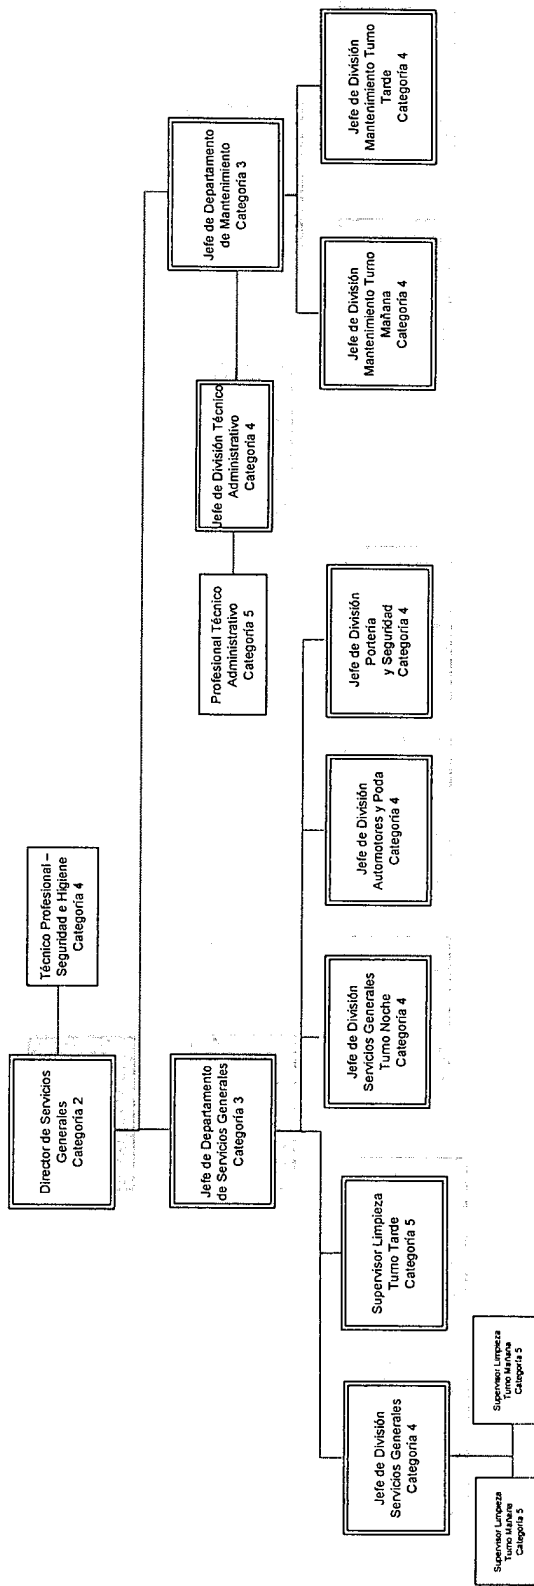 Director de Servicios
Generales
Categoría 2
Técnico Profesional –
Seguridad e Higiene
Categoría 4
Jefe de Departamento
de Servicios Generales
Categoría 3
Jefe de Departamento
de Mantenimiento
Categoría 3
Profesional Técnico
Administrativo
Categoría 5
Jefe de División Técnico
Administrativo
Categoría 4
Jefe de División
Servicios Generales
Categoría 4
Supervisor Limpieza
Turno Tarde
Categoría 5
Jefe de División
Servicios Generales
Turno Noche
Categoría 4
Jefe de División
Automotores y Poda
Categoría 4
Jefe de División
Portería
y Seguridad
Categoría 4
Jefe de División
Mantenimiento Turno
Mañana
Categoría 4
Jefe de División
Mantenimiento Turno
Tarde
Categoría 4
Supervisor Limpieza
Turno Mañana
Categoría 5
Supervisor Limpieza
Turno Mañana
Categoría 5